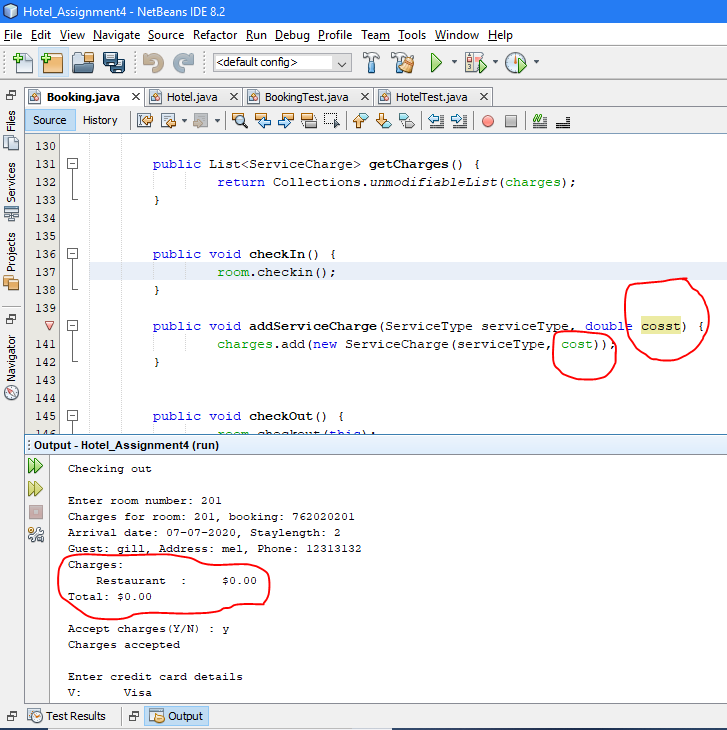 Hotel_Assignment4 - NetBeans IDE 8.2
File Edit View Navigate Source Refactor Run Debug Profile Team Tools Window Help
<default config>
Booking.java Hotel.java BookingTest.java HotelTest.java
Source History
Files
Services
Projects
Navigator
130
131 public List<ServiceCharge> getCharges() {
132 return Collections.unmodifiableList(charges);
133 }
134
135
136 public void checkIn() {
137 room.checkin();
138 }
139
public void addServiceCharge(ServiceType serviceType, double cosst) {
141 charges.add(new ServiceCharge(serviceType, cost));
142 }
143
144
145 public void checkOut() {
146 room.checkout(this);
Output - Hotel_Assignment4 (run)
Checking out
Enter room number: 201
Charges for room: 201, booking: 762020201
Arrival date: 07-07-2020, Staylength: 2
Guest: gill, Address: mel, Phone: 12313132
Charges:
Restaurant : $0.00
Total: $0.00
Accept charges(Y/N) : y
Charges accepted
Enter credit card details
V: Visa
Test Results Output